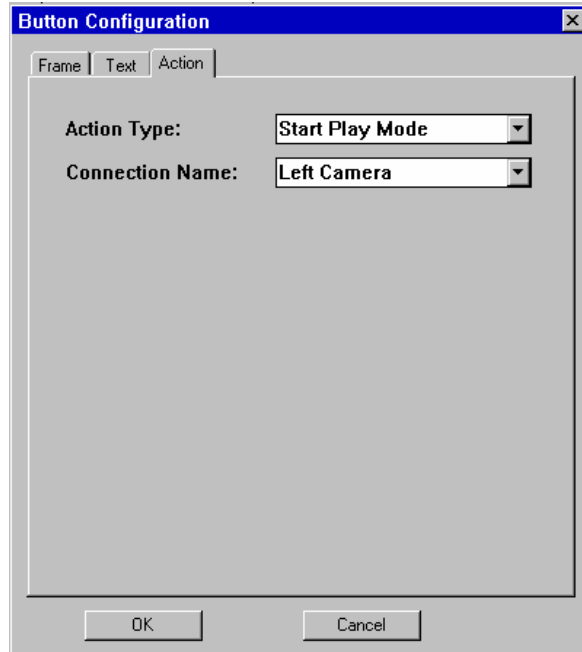 Button Configuration
Frame Text Action
Action Type: Start Play Mode
Connection Name: Left Camera
OK Cancel